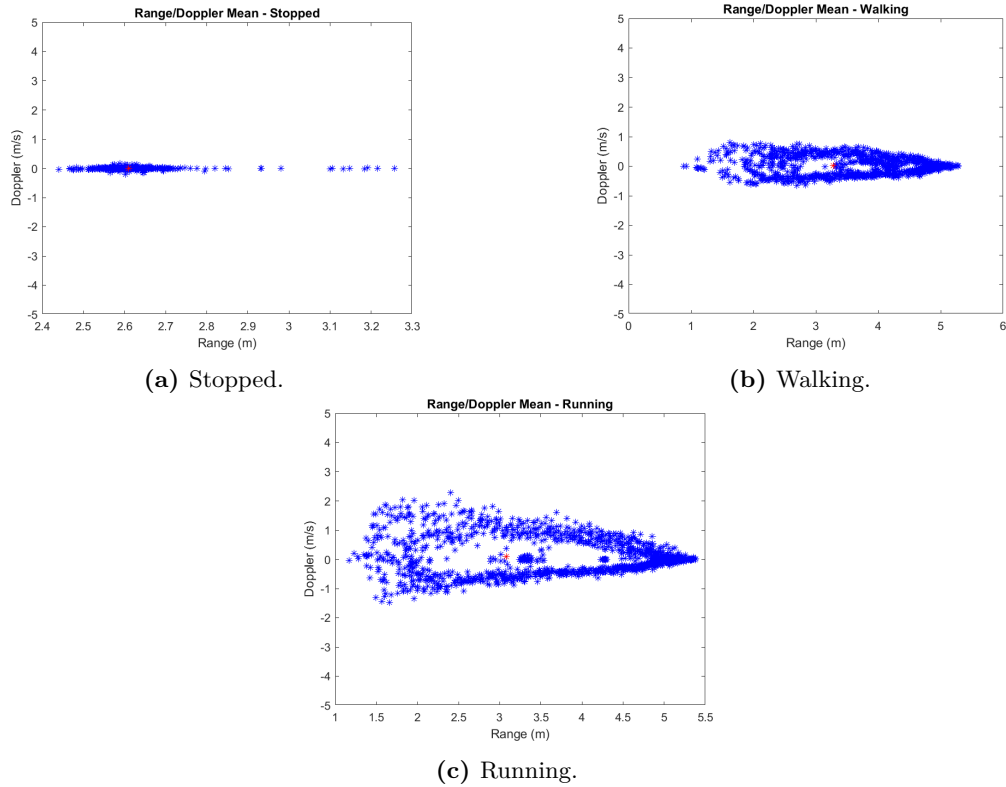 Range/Doppler Mean - Stopped
5
4
3
2
1
0
-1
-2
-3
-4
-5
Doppler (m/s)
2.4 2.5 2.6 2.7 2.8 2.9 3 3.1 3.2 3.3
Range (m)
(a) Stopped.
Range/Doppler Mean - Walking
5
4
3
2
1
0
-1
-2
-3
-4
-5
Doppler (m/s)
0 1 2 3 4 5 6
Range (m)
(b) Walking.
Range/Doppler Mean - Running
5
4
3
2
1
0
-1
-2
-3
-4
-5
Doppler (m/s)
1 1.5 2 2.5 3 3.5 4 4.5 5 5.5
Range (m)
(c) Running.